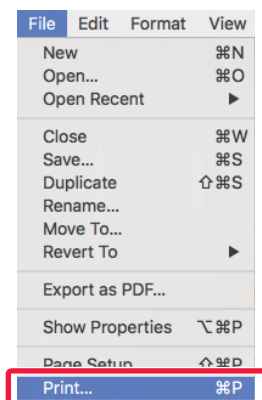 File Edit Format View
New ⌘N
Open... ⌘O
Open Recent ▶
Close ⌘W
Save... ⌘S
Duplicate ⇧⌘S
Rename...
Move To...
Revert To ▶
Export as PDF...
Show Properties ⌥⌘P
Page Setup ⇧⌘P
Print... ⌘P